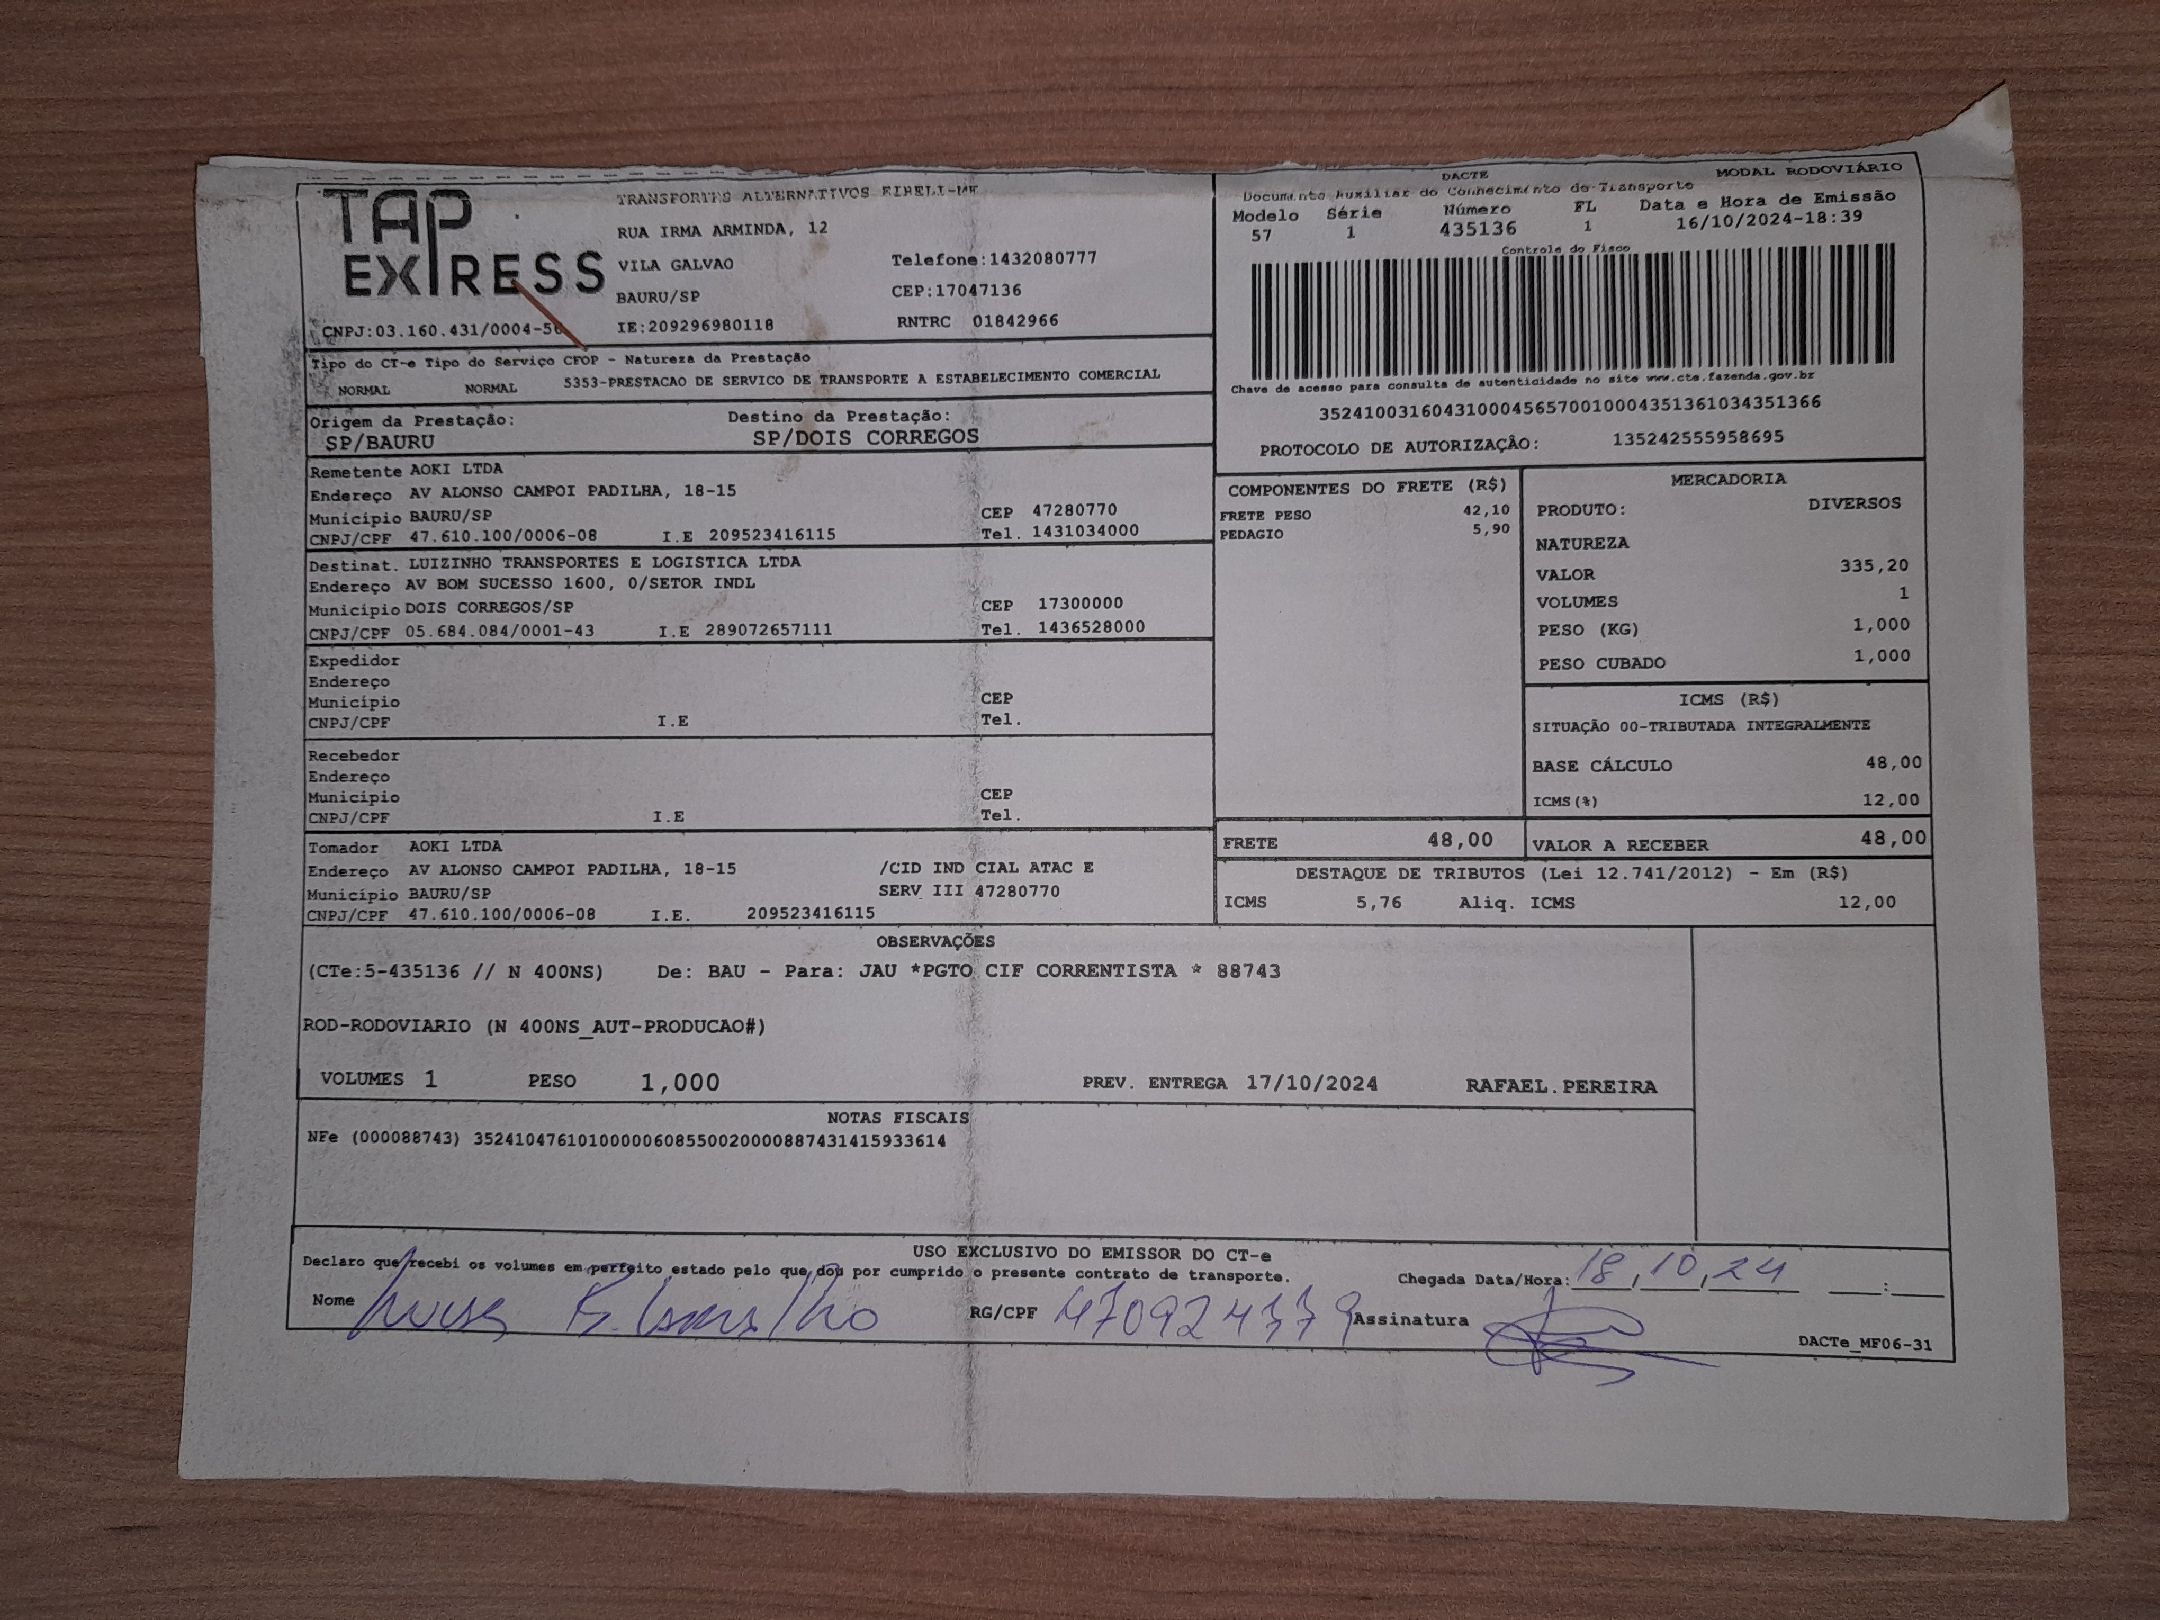 TAP EXPRESS
TRANSPORTES ALTERNATIVOS EIRELI-ME
RUA IRMA ARMINDA, 12
VILA GALVAO Telefone:1432080777
BAURU/SP CEP:17047136
CNPJ:03.160.431/0004-56 IE:209296980118 RNTRC 01842966
DACTE MODAL RODOVIÁRIO
Documento Auxiliar do Conhecimento de Transporte
Modelo Série Número FL Data e Hora de Emissão
57 1 435136 1 16/10/2024-18:39
Controle do Fisco
Chave de acesso para consulta de autenticidade no site www.cte.fazenda.gov.br
35241003160431000456570010004351361034351366
PROTOCOLO DE AUTORIZAÇÃO: 135242555958695
Tipo do CT-e Tipo do Serviço CFOP - Natureza da Prestação
NORMAL NORMAL 5353-PRESTACAO DE SERVICO DE TRANSPORTE A ESTABELECIMENTO COMERCIAL
Origem da Prestação: Destino da Prestação:
SP/BAURU SP/DOIS CORREGOS
Remetente AOKI LTDA
Endereço AV ALONSO CAMPOI PADILHA, 18-15
Município BAURU/SP CEP 47280770
CNPJ/CPF 47.610.100/0006-08 I.E 209523416115 Tel. 1431034000
Destinat. LUIZINHO TRANSPORTES E LOGISTICA LTDA
Endereço AV BOM SUCESSO 1600, 0/SETOR INDL
Município DOIS CORREGOS/SP CEP 17300000
CNPJ/CPF 05.684.084/0001-43 I.E 289072657111 Tel. 1436528000
Expedidor
Endereço
Município CEP
CNPJ/CPF I.E Tel.
Recebedor
Endereço
Município CEP
CNPJ/CPF I.E Tel.
Tomador AOKI LTDA
Endereço AV ALONSO CAMPOI PADILHA, 18-15 /CID IND CIAL ATAC E
Município BAURU/SP SERV III 47280770
CNPJ/CPF 47.610.100/0006-08 I.E. 209523416115
COMPONENTES DO FRETE (R$)
FRETE PESO 42,10
PEDAGIO 5,90
MERCADORIA
PRODUTO: DIVERSOS
NATUREZA
VALOR 335,20
VOLUMES 1
PESO (KG) 1,000
PESO CUBADO 1,000
ICMS (R$)
SITUAÇÃO 00-TRIBUTADA INTEGRALMENTE
BASE CÁLCULO 48,00
ICMS(%) 12,00
FRETE 48,00 VALOR A RECEBER 48,00
DESTAQUE DE TRIBUTOS (Lei 12.741/2012) - Em (R$)
ICMS 5,76 Aliq. ICMS 12,00
OBSERVAÇÕES
(CTe:5-435136 // N 400NS) De: BAU - Para: JAU *PGTO CIF CORRENTISTA * 88743
ROD-RODOVIARIO (N 400NS_AUT-PRODUCAO#)
VOLUMES 1 PESO 1,000 PREV. ENTREGA 17/10/2024 RAFAEL.PEREIRA
NOTAS FISCAIS
NFe (000088743) 35241047610100000608550020000887431415933614
USO EXCLUSIVO DO EMISSOR DO CT-e
Declaro que recebi os volumes em perfeito estado pelo que dou por cumprido o presente contrato de transporte.
Chegada Data/Hora: 18,10,24 :
Nome RG/CPF 470924379 Assinatura
DACTe_MF06-31